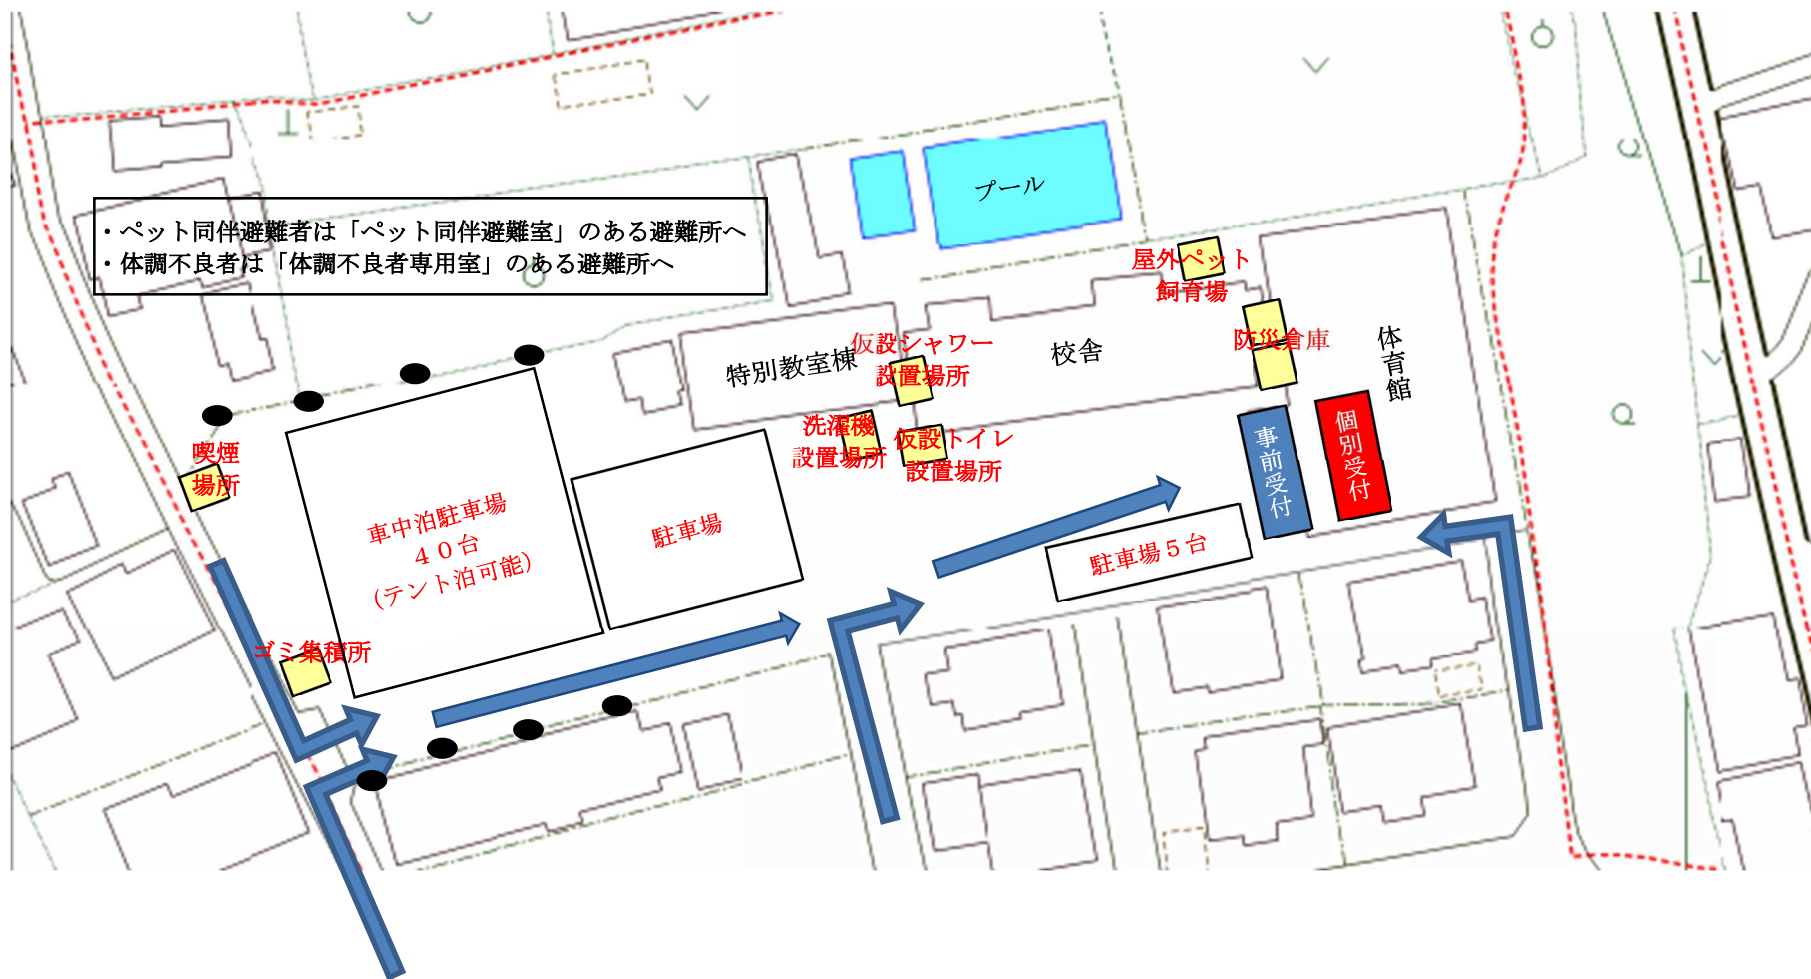 ・ペット同伴避難者は「ペット同伴避難室」のある避難所へ
・体調不良者は「体調不良者専用室」のある避難所へ
プール
屋外ペット
飼育場
防災倉庫
体育館
校舎
仮設シャワー
設置場所
特別教室棟
洗濯機
設置場所
仮設トイレ
設置場所
事前受付
個別受付
喫煙
場所
車中泊駐車場
４０台
（テント泊可能）
駐車場
駐車場５台
ゴミ集積所